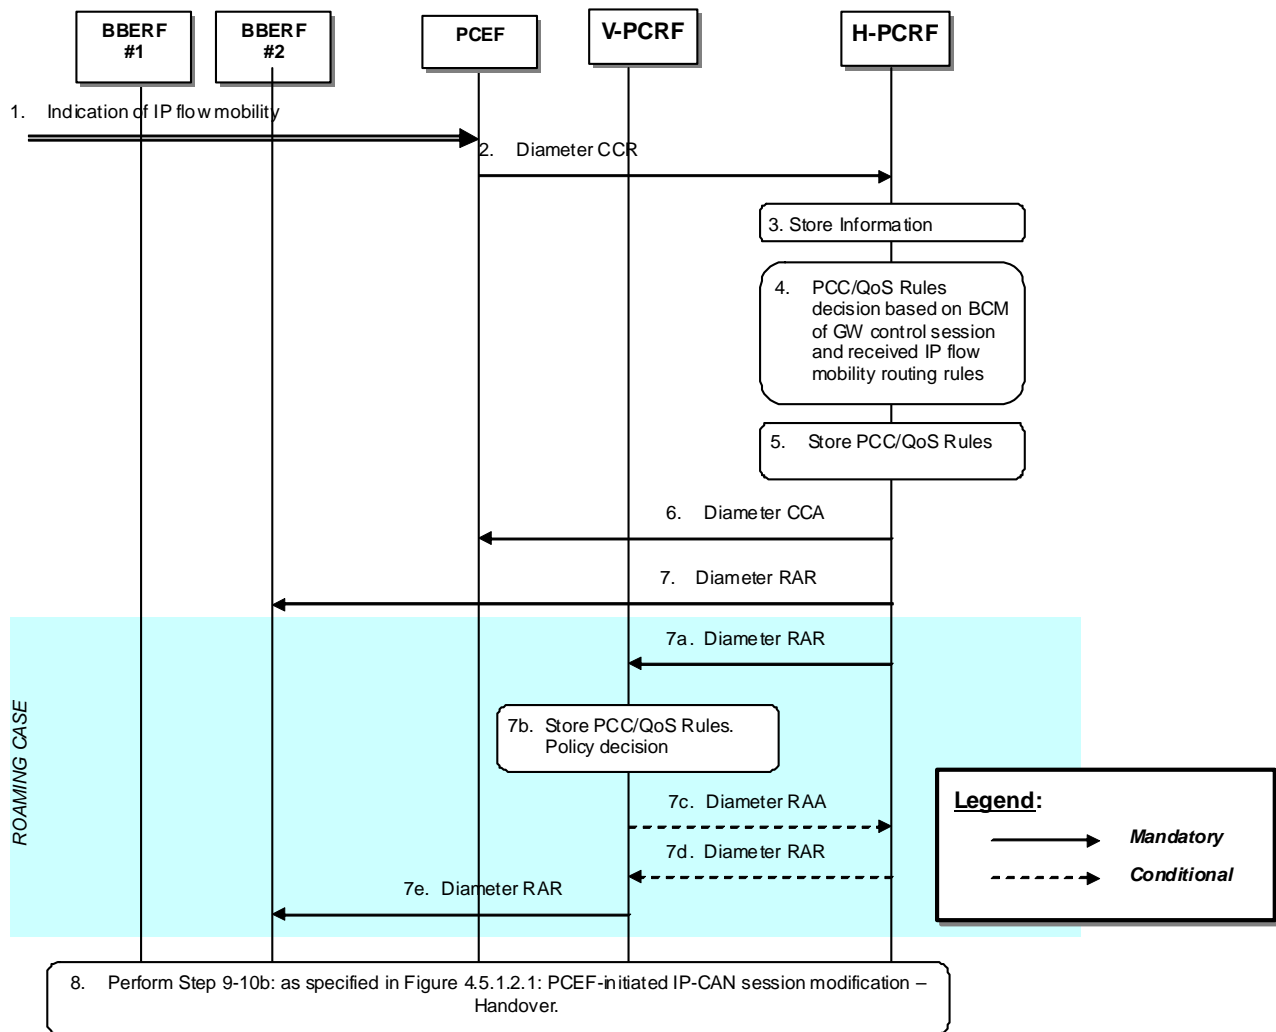 BBERF
#1
BBERF
#2
PCEF
V-PCRF
H-PCRF
1. Indication of IP flow mobility
2. Diameter CCR
3. Store Information
4. PCC/QoS Rules
decision based on BCM
of GW control session
and received IP flow
mobility routing rules
5. Store PCC/QoS Rules
6. Diameter CCA
7. Diameter RAR
ROAMING CASE
7a. Diameter RAR
7b. Store PCC/QoS Rules.
Policy decision
7c. Diameter RAA
7d. Diameter RAR
7e. Diameter RAR
Legend:
Mandatory
Conditional
8. Perform Step 9-10b: as specified in Figure 4.5.1.2.1: PCEF-initiated IP-CAN session modification –
Handover.